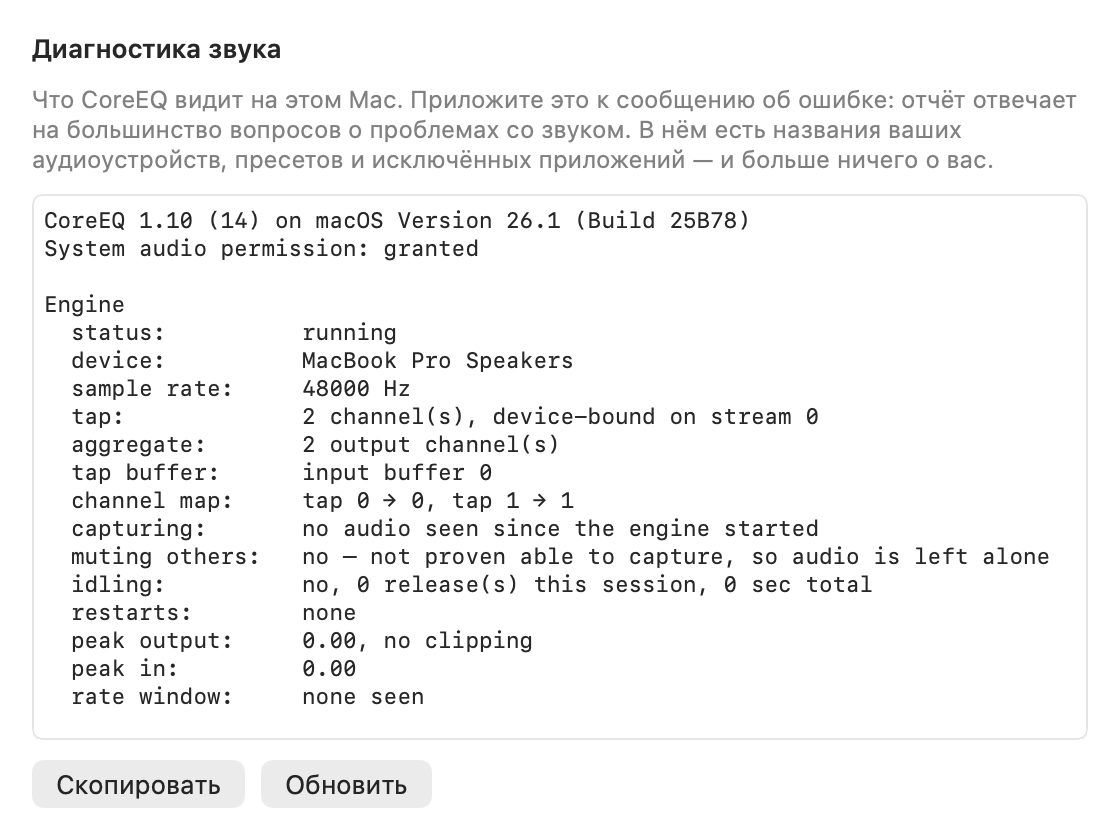 Диагностика звука
Что CoreEQ видит на этом Mac. Приложите это к сообщению об ошибке: отчёт отвечает
на большинство вопросов о проблемах со звуком. В нём есть названия ваших
аудиоустройств, пресетов и исключённых приложений — и больше ничего о вас.
CoreEQ 1.10 (14) on macOS Version 26.1 (Build 25B78)
System audio permission: granted
Engine
status: running
device: MacBook Pro Speakers
sample rate: 48000 Hz
tap: 2 channel(s), device-bound on stream 0
aggregate: 2 output channel(s)
tap buffer: input buffer 0
channel map: tap 0 → 0, tap 1 → 1
capturing: no audio seen since the engine started
muting others: no — not proven able to capture, so audio is left alone
idling: no, 0 release(s) this session, 0 sec total
restarts: none
peak output: 0.00, no clipping
peak in: 0.00
rate window: none seen
Скопировать
Обновить